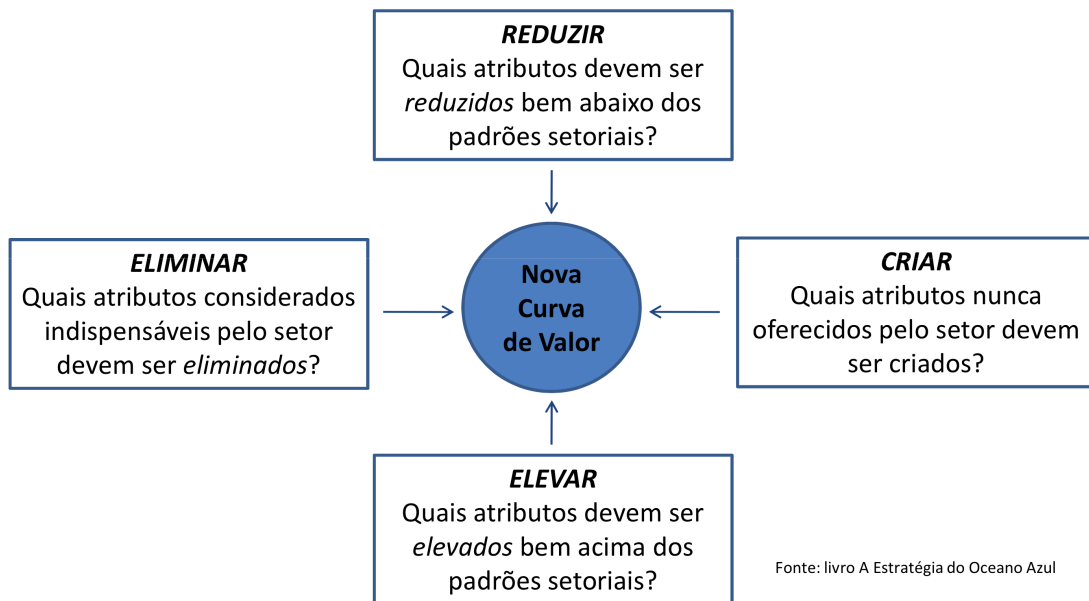 REDUZIR
Quais atributos devem ser
reduzidos bem abaixo dos
padrões setoriais?
ELIMINAR
Quais atributos considerados
indispensáveis pelo setor
devem ser eliminados?
Nova
Curva
de Valor
CRIAR
Quais atributos nunca
oferecidos pelo setor devem
ser criados?
ELEVAR
Quais atributos devem ser
elevados bem acima dos
padrões setoriais?
Fonte: livro A Estratégia do Oceano Azul